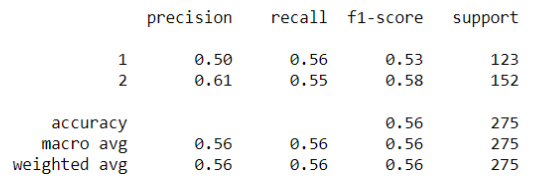 precision recall f1-score support
1 0.50 0.56 0.53 123
2 0.61 0.55 0.58 152
accuracy 0.56 275
macro avg 0.56 0.56 0.56 275
weighted avg 0.56 0.56 0.56 275